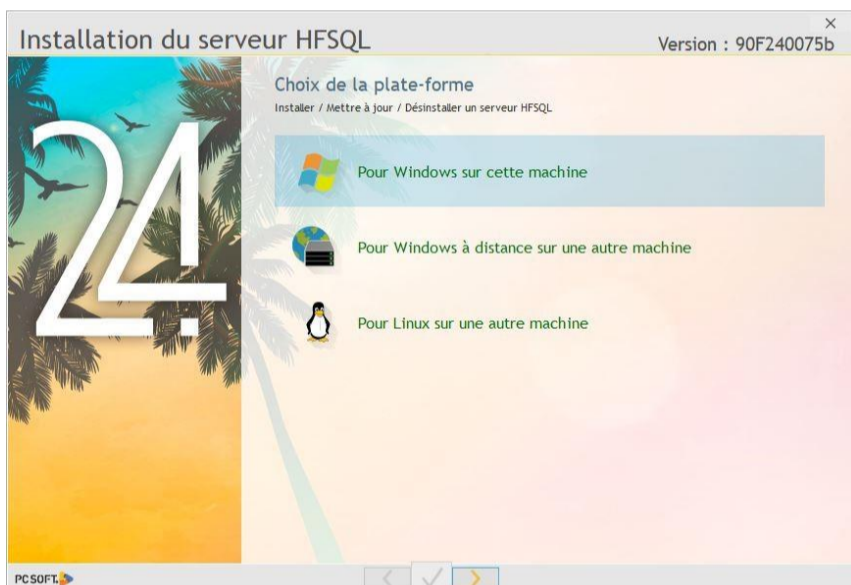 Installation du serveur HFSQL
Version : 90F240075b
24
Choix de la plate-forme
Installer / Mettre à jour / Désinstaller un serveur HFSQL
Pour Windows sur cette machine
Pour Windows à distance sur une autre machine
Pour Linux sur une autre machine
PC SOFT